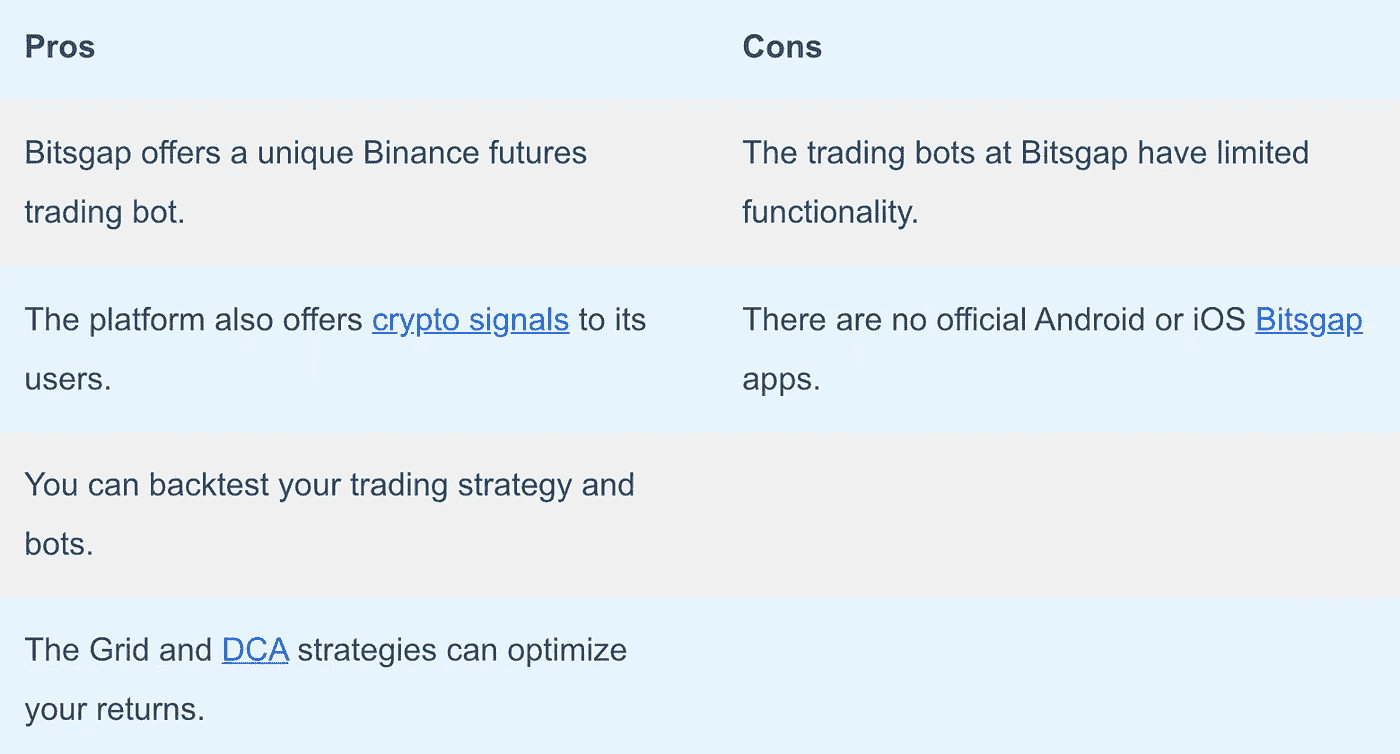 Pros
Cons
Bitsgap offers a unique Binance futures
trading bot.
The trading bots at Bitsgap have limited
functionality.
The platform also offers crypto signals to its
users.
There are no official Android or iOS Bitsgap
apps.
You can backtest your trading strategy and
bots.
The Grid and DCA strategies can optimize
your returns.